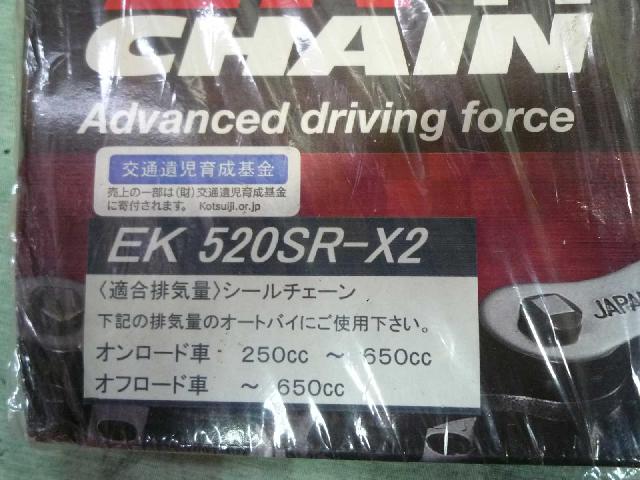 CHAIN
Advanced driving force
交通遺児育成基金
売上の一部は(財)交通遺児育成基金
に寄付されます。 Kotsuiji.or.jp
EK 520SR-X2
〈適合排気量〉シールチェーン
下記の排気量のオートバイにご使用下さい。
オンロード車 250cc ～ 650cc
オフロード車 ～ 650cc
JAPAN